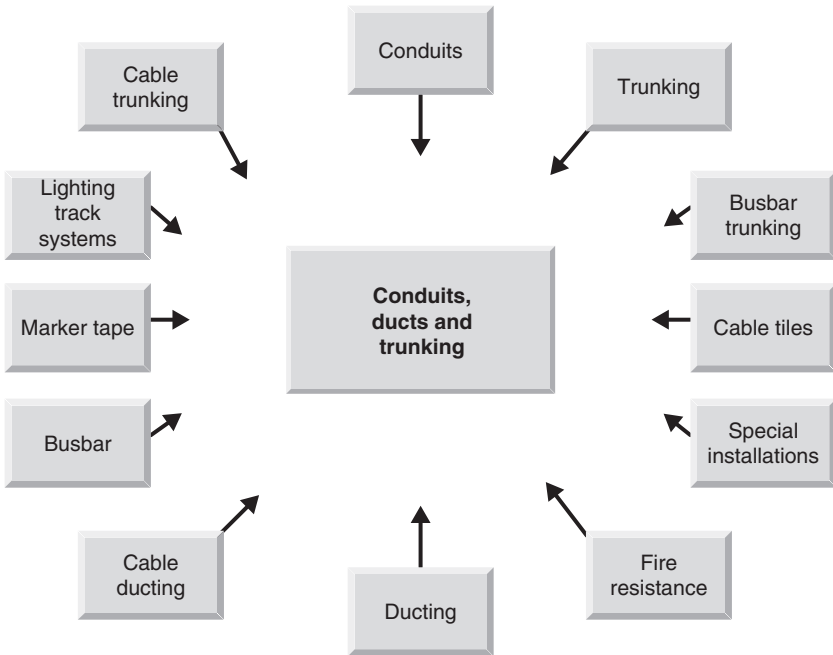 Conduits
Cable
trunking
Trunking
Lighting
track
systems
Busbar
trunking
Conduits,
ducts and
trunking
Marker tape
Cable tiles
Busbar
Special
installations
Cable
ducting
Ducting
Fire
resistance